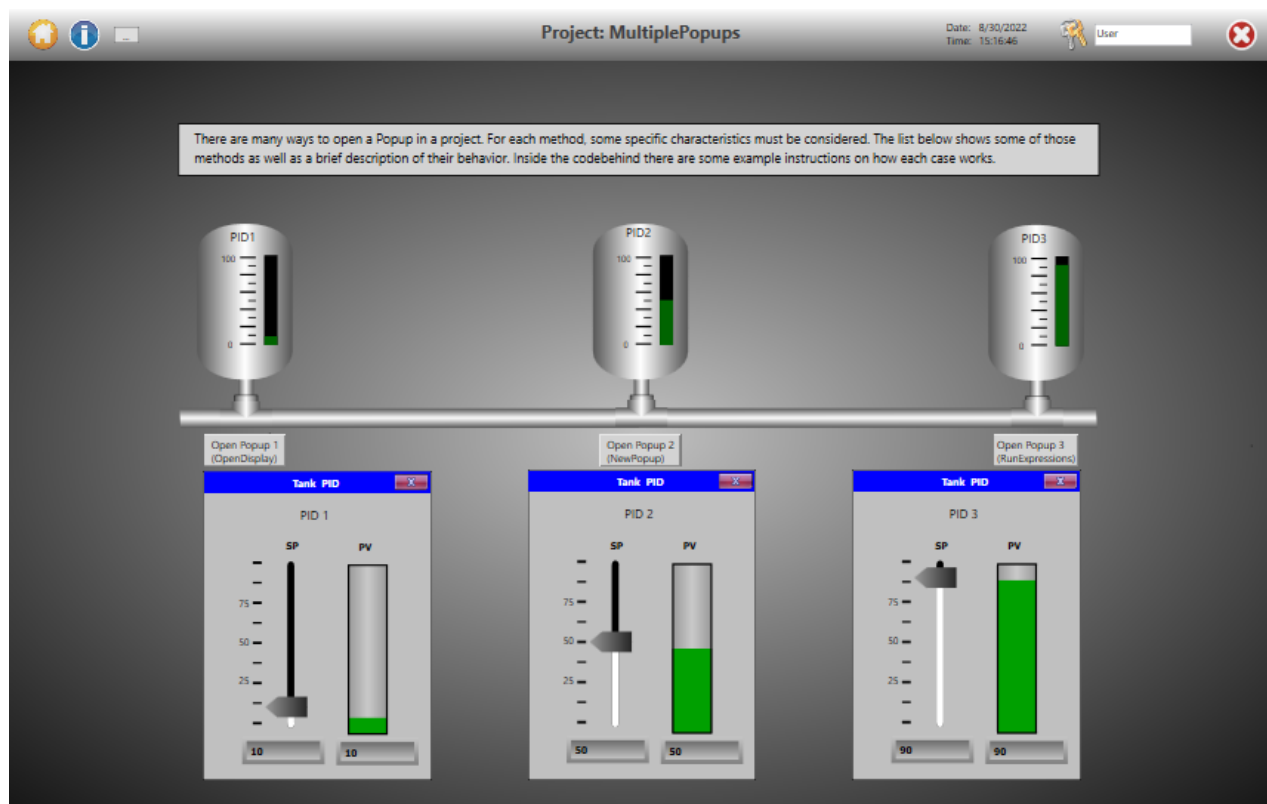 Project: MultiplePopups
Date: 8/30/2022
Time: 15:16:46
User
There are many ways to open a Popup in a project. For each method, some specific characteristics must be considered. The list below shows some of those
methods as well as a brief description of their behavior. Inside the codebehind there are some example instructions on how each case works.
PID1
100
0
PID2
100
0
PID3
100
0
Open Popup 1
(OpenDisplay)
Open Popup 2
(NewPopup)
Open Popup 3
(RunExpressions)
Tank PID X
PID 1
SP PV
75
50
25
10 10
Tank PID X
PID 2
SP PV
75
50
25
50 50
Tank PID X
PID 3
SP PV
75
50
25
90 90